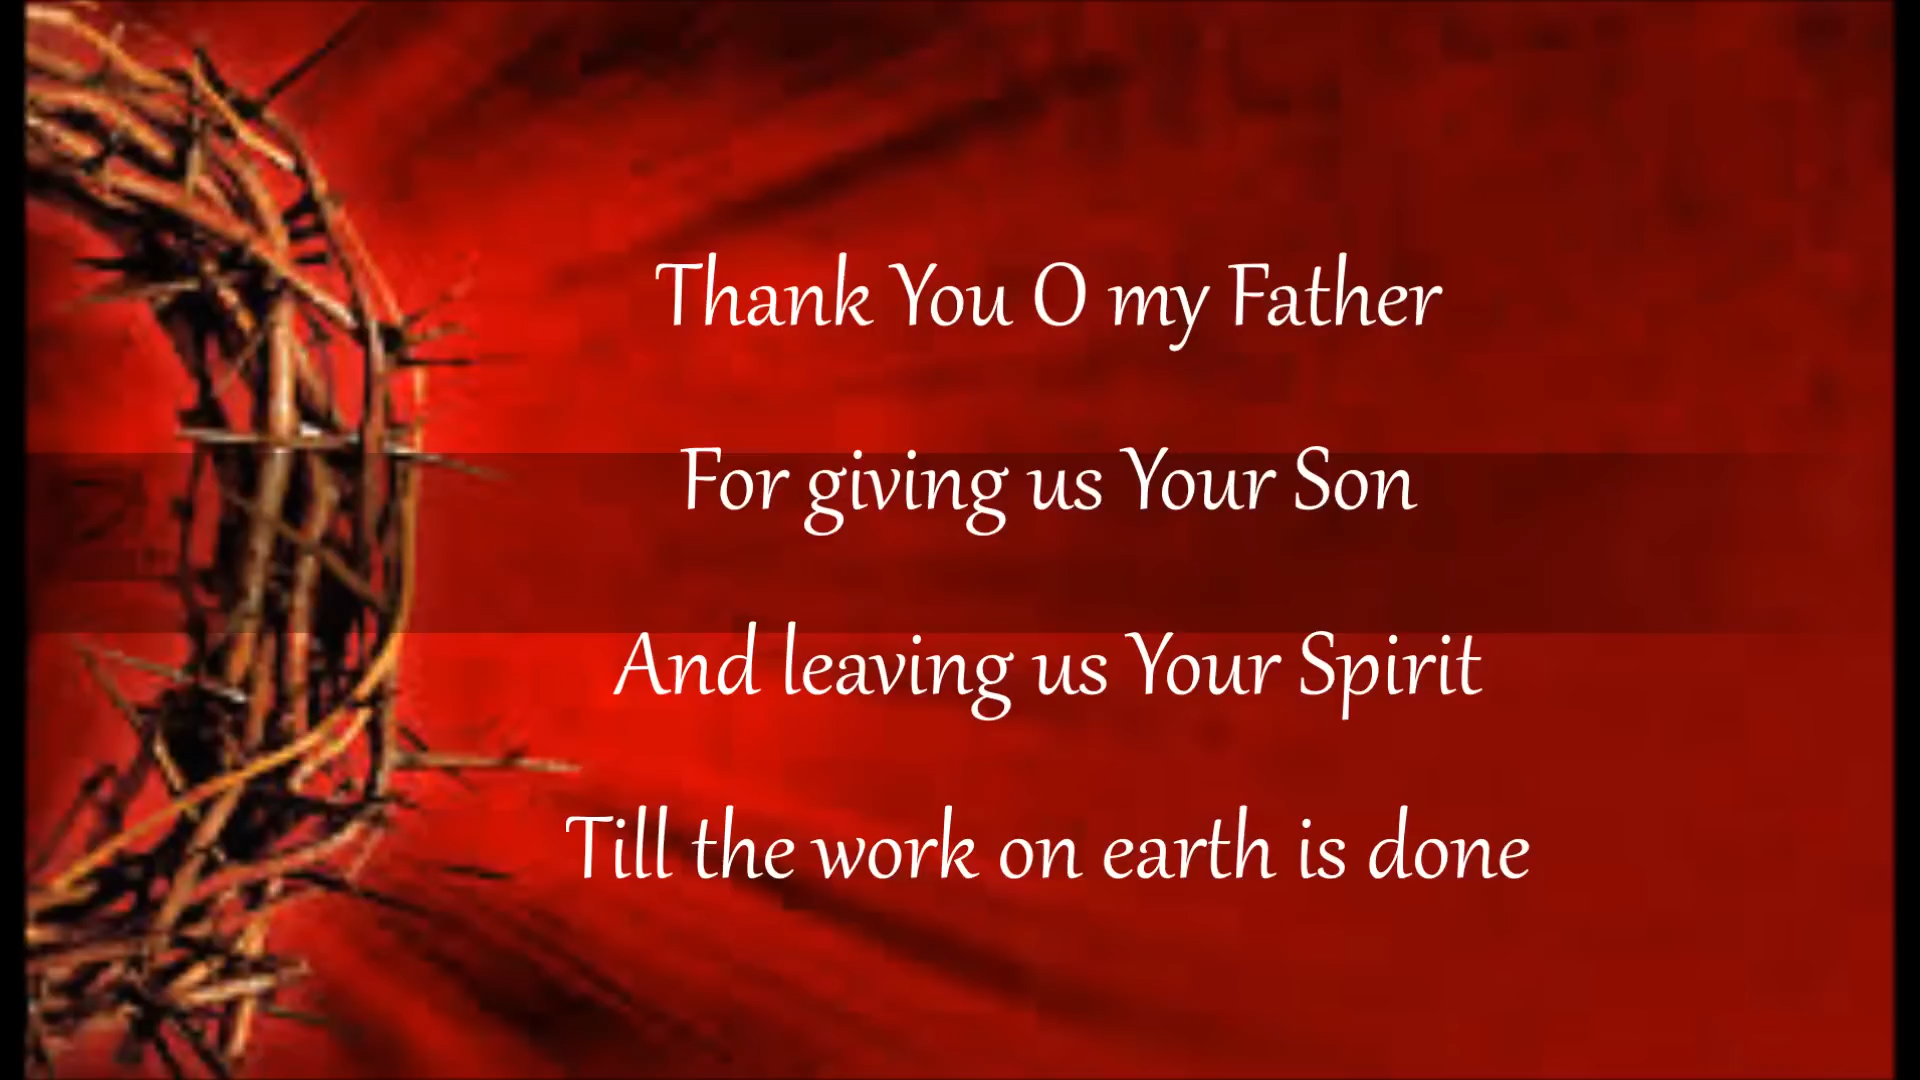 Thank You O my Father
For giving us Your Son
And leaving us Your Spirit
Till the work on earth is done